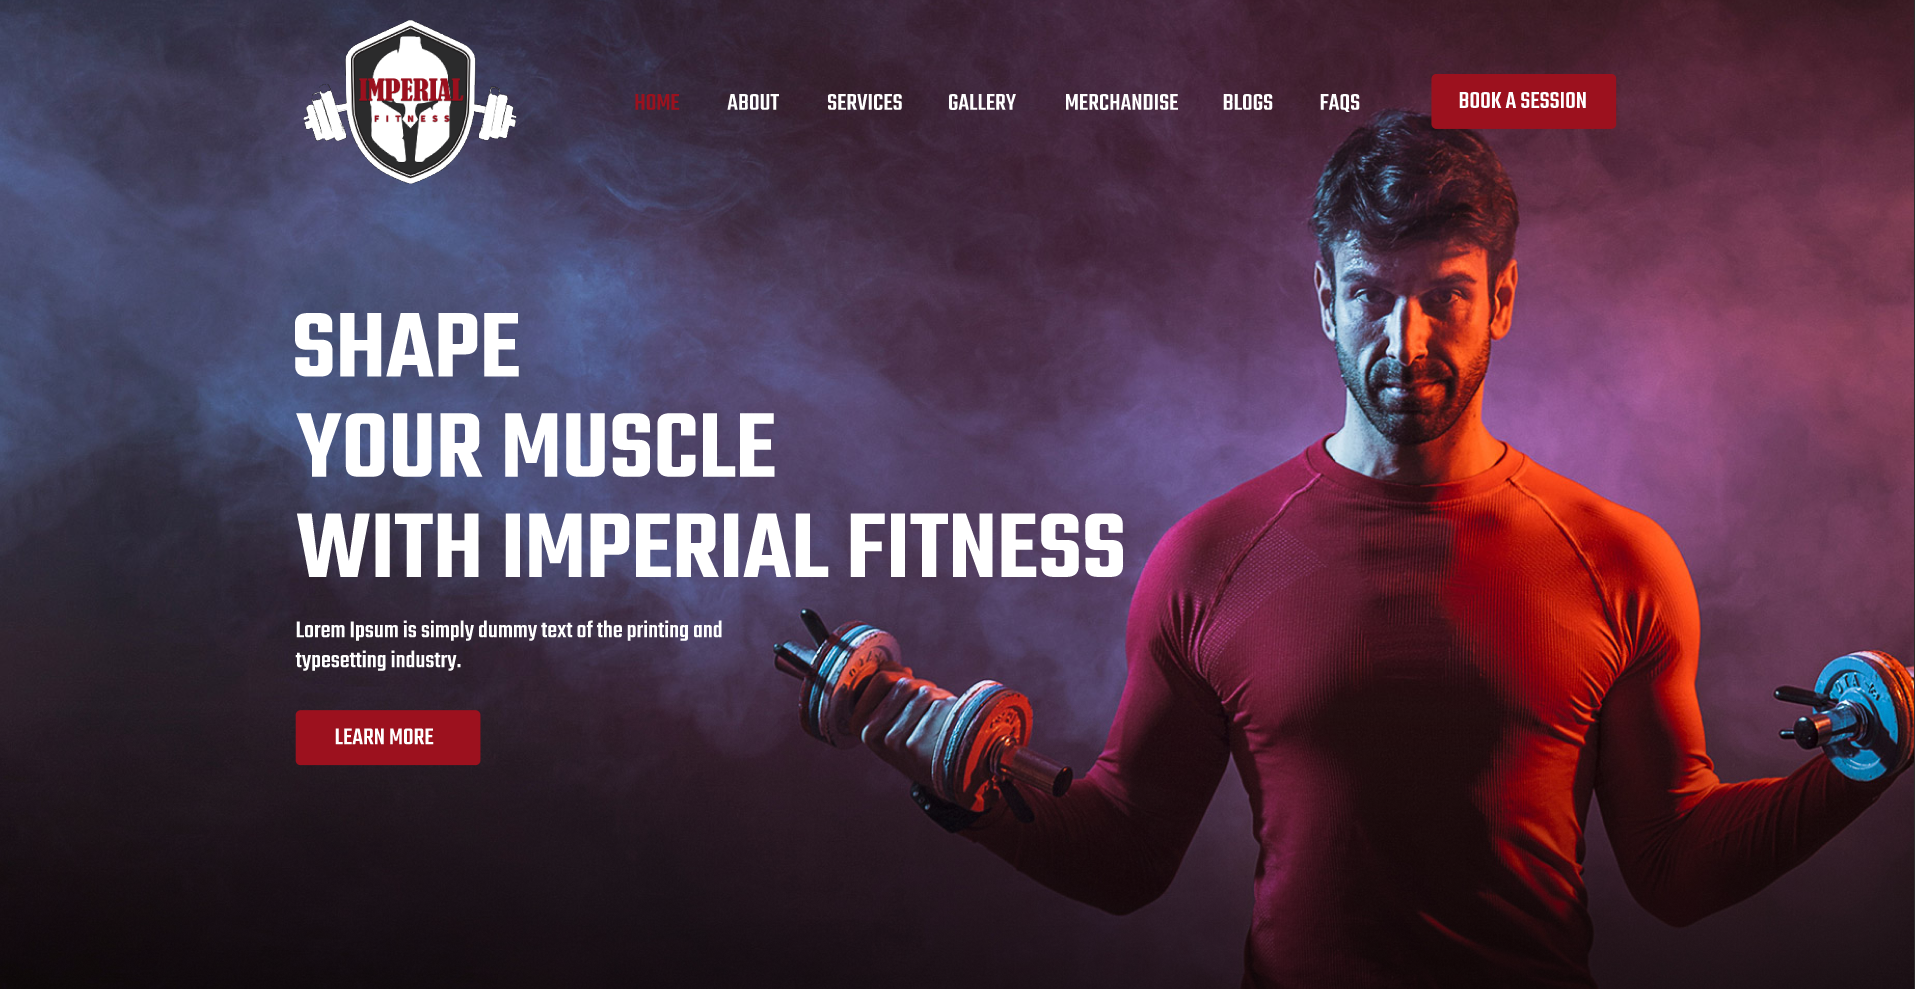 IMPERIAL
FITNESS
HOME
ABOUT
SERVICES
GALLERY
MERCHANDISE
BLOGS
FAQS
BOOK A SESSION
SHAPE
YOUR MUSCLE
WITH IMPERIAL FITNESS
Lorem Ipsum is simply dummy text of the printing and
typesetting industry.
LEARN MORE